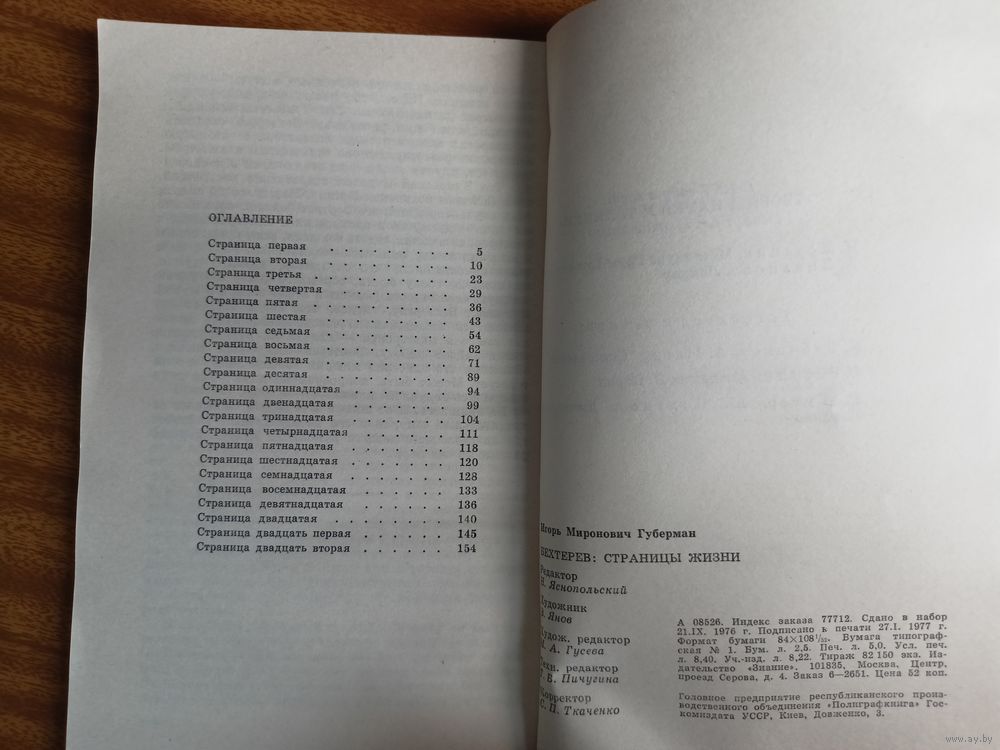 ОГЛАВЛЕНИЕ
Страница первая . . . . . . . . . 5
Страница вторая . . . . . . . . . 10
Страница третья . . . . . . . . . . 23
Страница четвертая . . . . . . . . 29
Страница пятая . . . . . . . . . . 36
Страница шестая . . . . . . . . . 43
Страница седьмая . . . . . . . . . 54
Страница восьмая . . . . . . . . . 62
Страница девятая . . . . . . . . . 71
Страница десятая . . . . . . . . . 89
Страница одиннадцатая . . . . . . . 94
Страница двенадцатая . . . . . . . 99
Страница тринадцатая . . . . . . . 104
Страница четырнадцатая . . . . . . 111
Страница пятнадцатая . . . . . . . 118
Страница шестнадцатая . . . . . . . 120
Страница семнадцатая . . . . . . . 128
Страница восемнадцатая . . . . . . 133
Страница девятнадцатая . . . . . . 136
Страница двадцатая . . . . . . . . 140
Страница двадцать первая . . . . . . 145
Страница двадцать вторая . . . . . . 154
Игорь Миронович Губерман
БЕХТЕРЕВ: СТРАНИЦЫ ЖИЗНИ
Редактор
Н. Яснопольский
Художник
Янов
Худож. редактор
А. Гусева
Техн. редактор
В. Пичугина
Корректор
С. П. Ткаченко
А 08526. Индекс заказа 77712. Сдано в набор
21.IX. 1976 г. Подписано к печати 27.I. 1977 г.
Формат бумаги 84×108 1/32. Бумага типограф-
ская № 1. Бум. л. 2,5. Печ. л. 5,0. Усл. печ.
л. 8,40. Уч.-изд. л. 8,22. Тираж 82 150 экз. Из-
дательство «Знание». 101835, Москва, Центр,
проезд Серова, д. 4. Заказ 6—2651. Цена 52 коп.
Головное предприятие республиканского произ-
водственного объединения «Полиграфкнига» Гос-
комиздата УССР, Киев, Довженко, 3.
www.ay.by